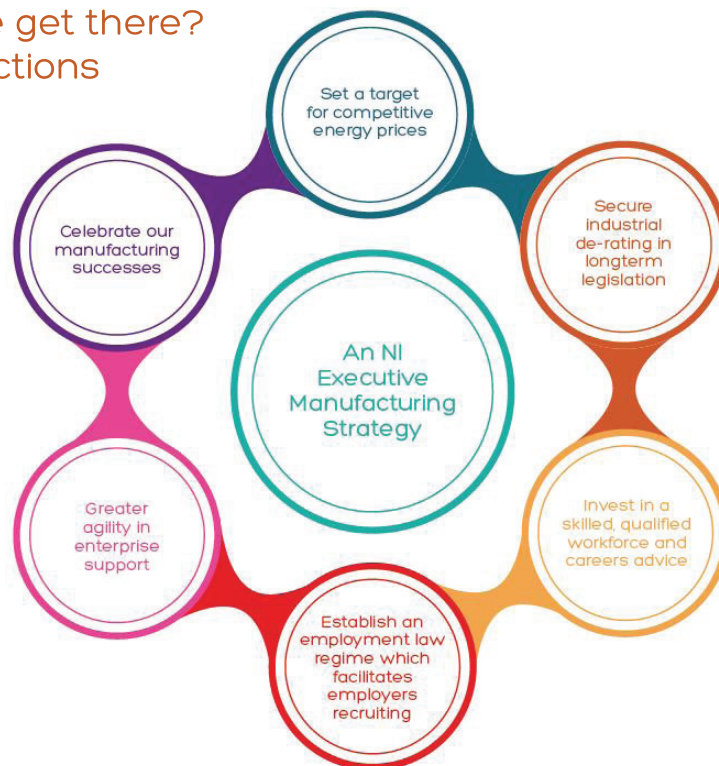 e get there?
ctions
Set a target
for competitive
energy prices
Secure
industrial
de-rating in
longterm
legislation
Invest in a
skilled, qualified
workforce and
careers advice
Establish an
employment law
regime which
facilitates
employers
recruiting
Greater
agility in
enterprise
support
Celebrate our
manufacturing
successes
An NI
Executive
Manufacturing
Strategy